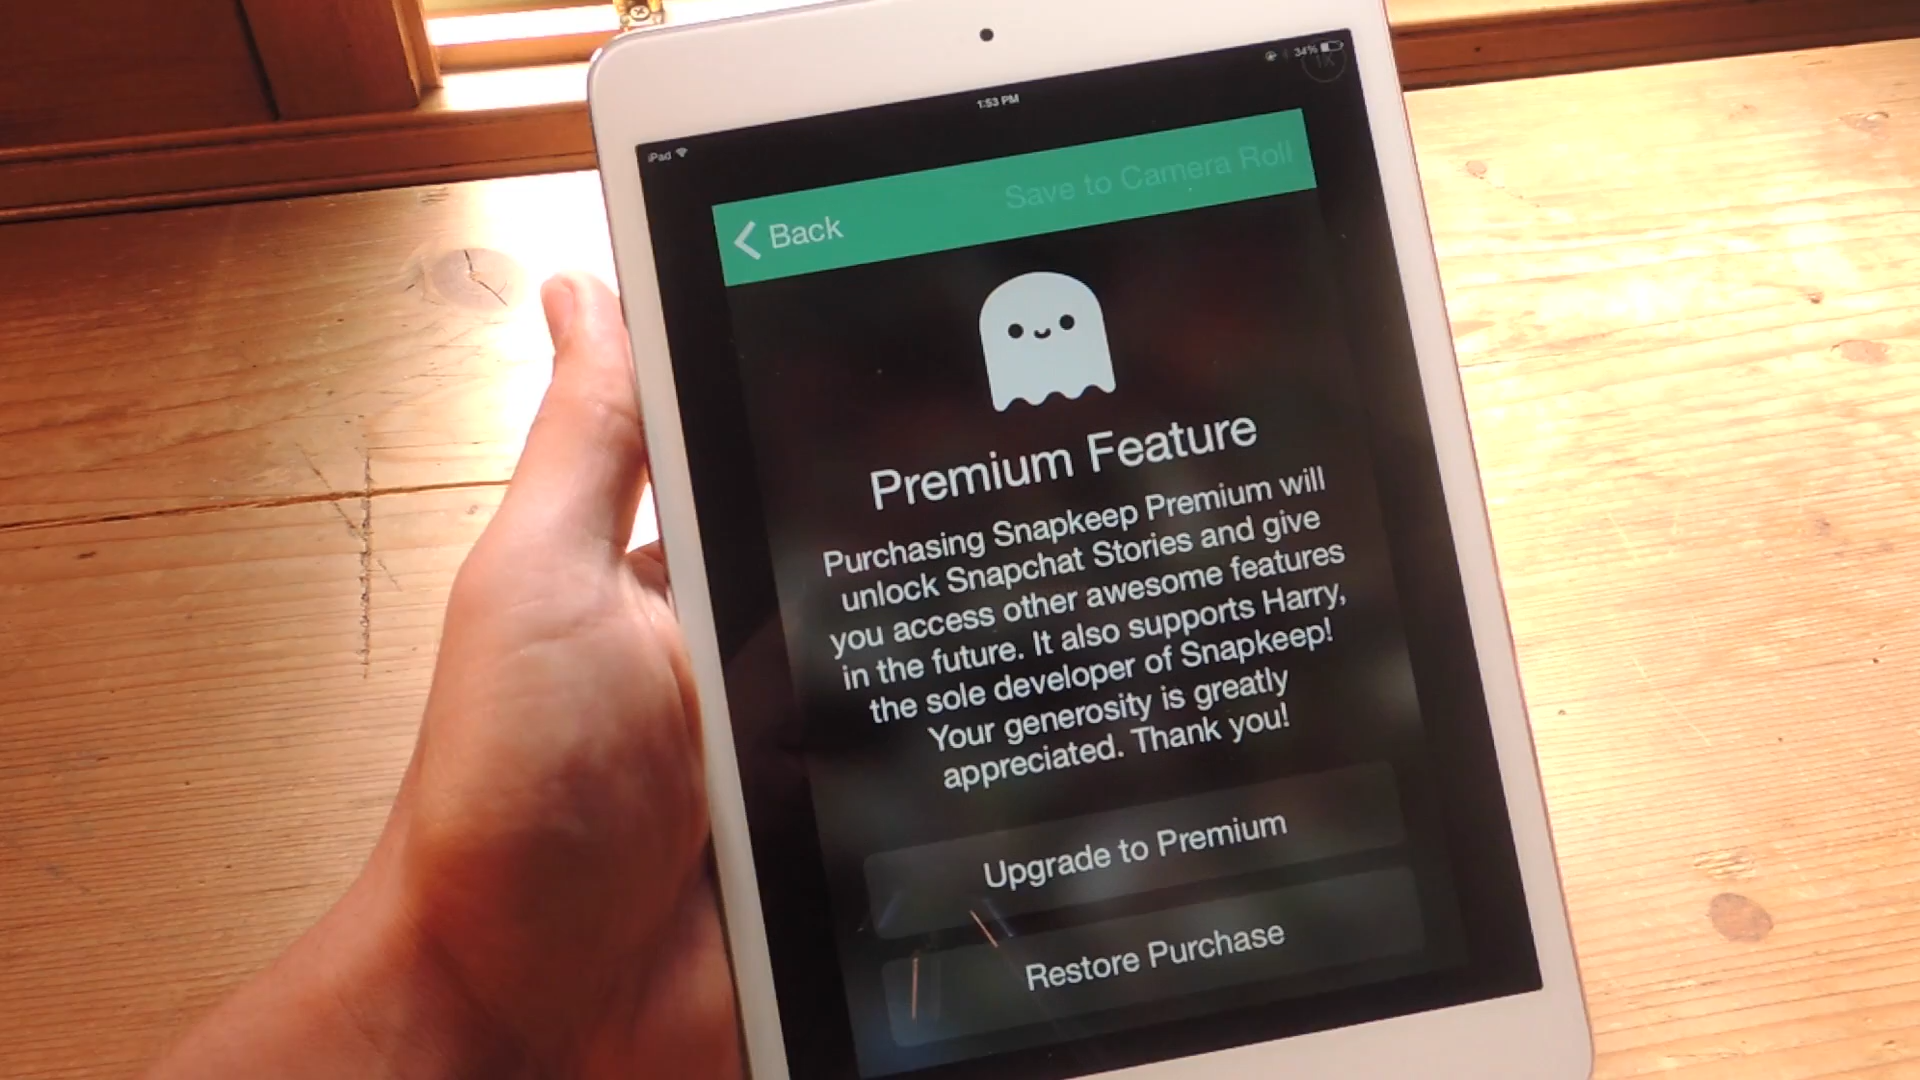 1:53 PM
34%
iPad
1X
Back
Save to Camera Roll
Premium Feature
Purchasing Snapkeep Premium will
unlock Snapchat Stories and give
you access other awesome features
in the future. It also supports Harry,
the sole developer of Snapkeep!
Your generosity is greatly
appreciated. Thank you!
Upgrade to Premium
Restore Purchase